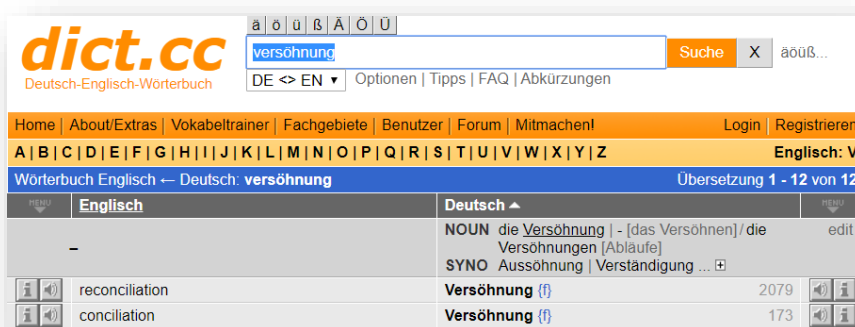 ä ö ü ß Ä Ö Ü
dict.cc
versöhnung Suche X äöüß...
Deutsch-Englisch-Wörterbuch
DE <> EN ▼ Optionen | Tipps | FAQ | Abkürzungen
Home | About/Extras | Vokabeltrainer | Fachgebiete | Benutzer | Forum | Mitmachen! Login | Registrieren
A | B | C | D | E | F | G | H | I | J | K | L | M | N | O | P | Q | R | S | T | U | V | W | X | Y | Z Englisch: V
Wörterbuch Englisch ← Deutsch: versöhnung Übersetzung 1 - 12 von 12
MENU Englisch Deutsch ▲ MENU
NOUN die Versöhnung | - [das Versöhnen] / die edit
– Versöhnungen [Abläufe]
SYNO Aussöhnung | Verständigung ... +
i reconciliation Versöhnung {f} 2079 i
i conciliation Versöhnung {f} 173 i